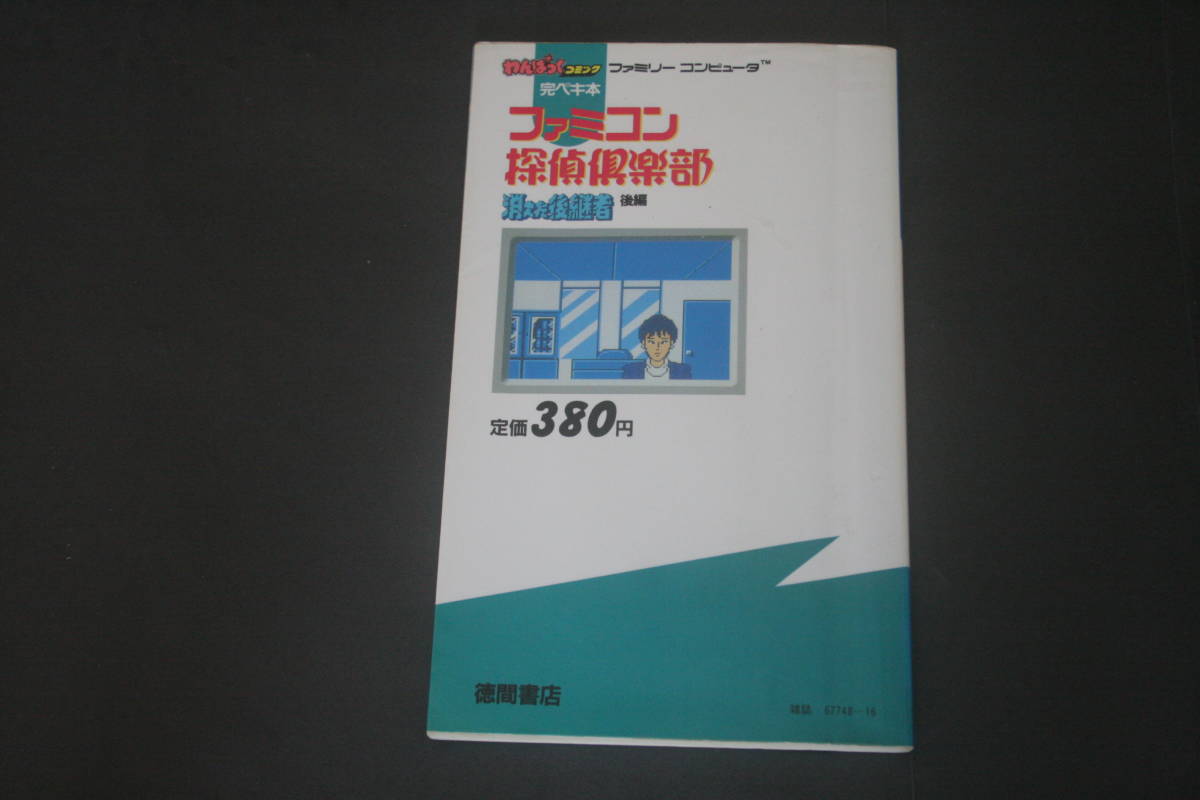 わんぱっくコミック ファミリー コンピュータ™
完ペキ本
ファミコン
探偵倶楽部
消えた後継者 後編
定価380円
徳間書店
雑誌 67748-16